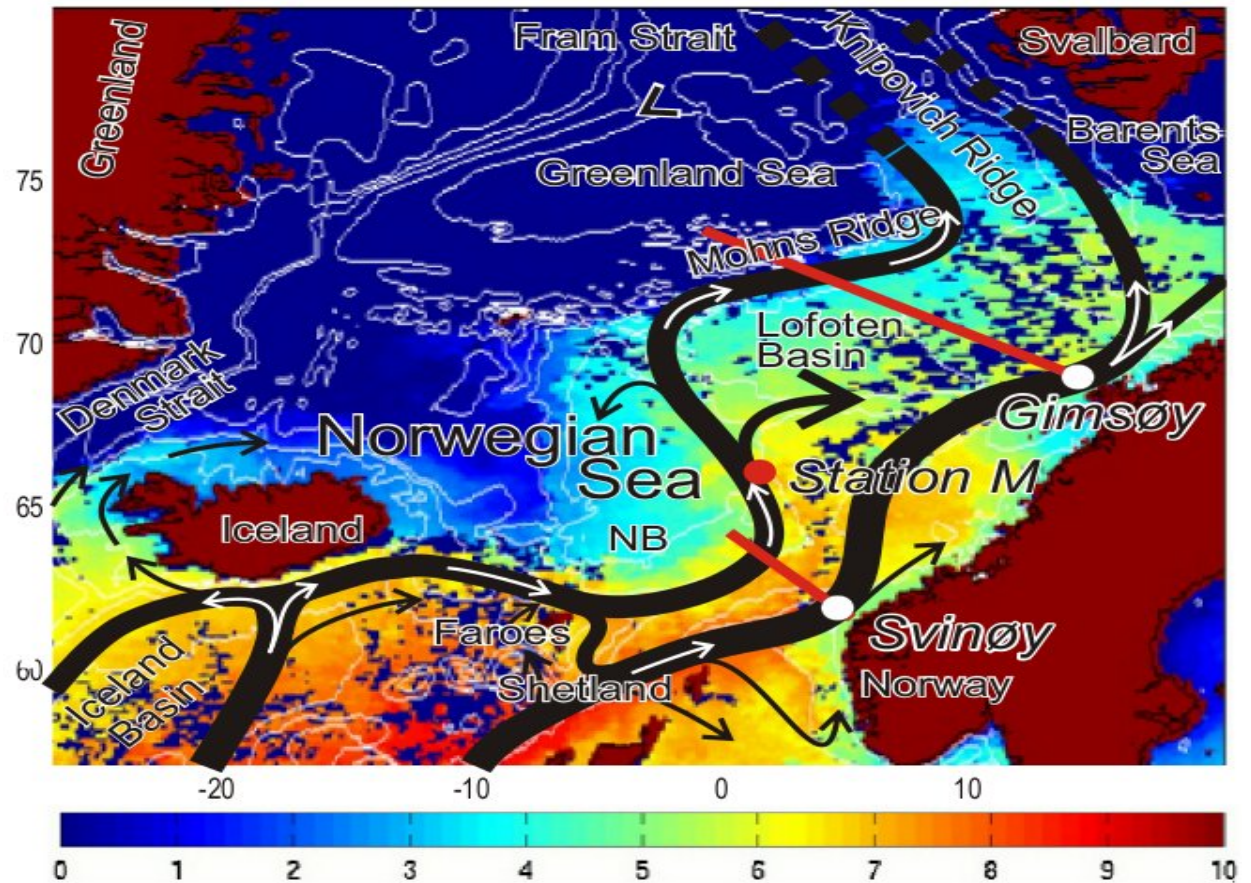 Fram Strait
Knipovich Ridge
Svalbard
Greenland
Barents
Sea
75
Greenland Sea
Mohns Ridge
70
Lofoten
Basin
Denmark
Strait
Norwegian
Sea
Gimsøy
Station M
65
Iceland
NB
Faroes
Svinøy
60
Iceland
Basin
Shetland
Norway
-20
-10
0
10
0 1 2 3 4 5 6 7 8 9 10